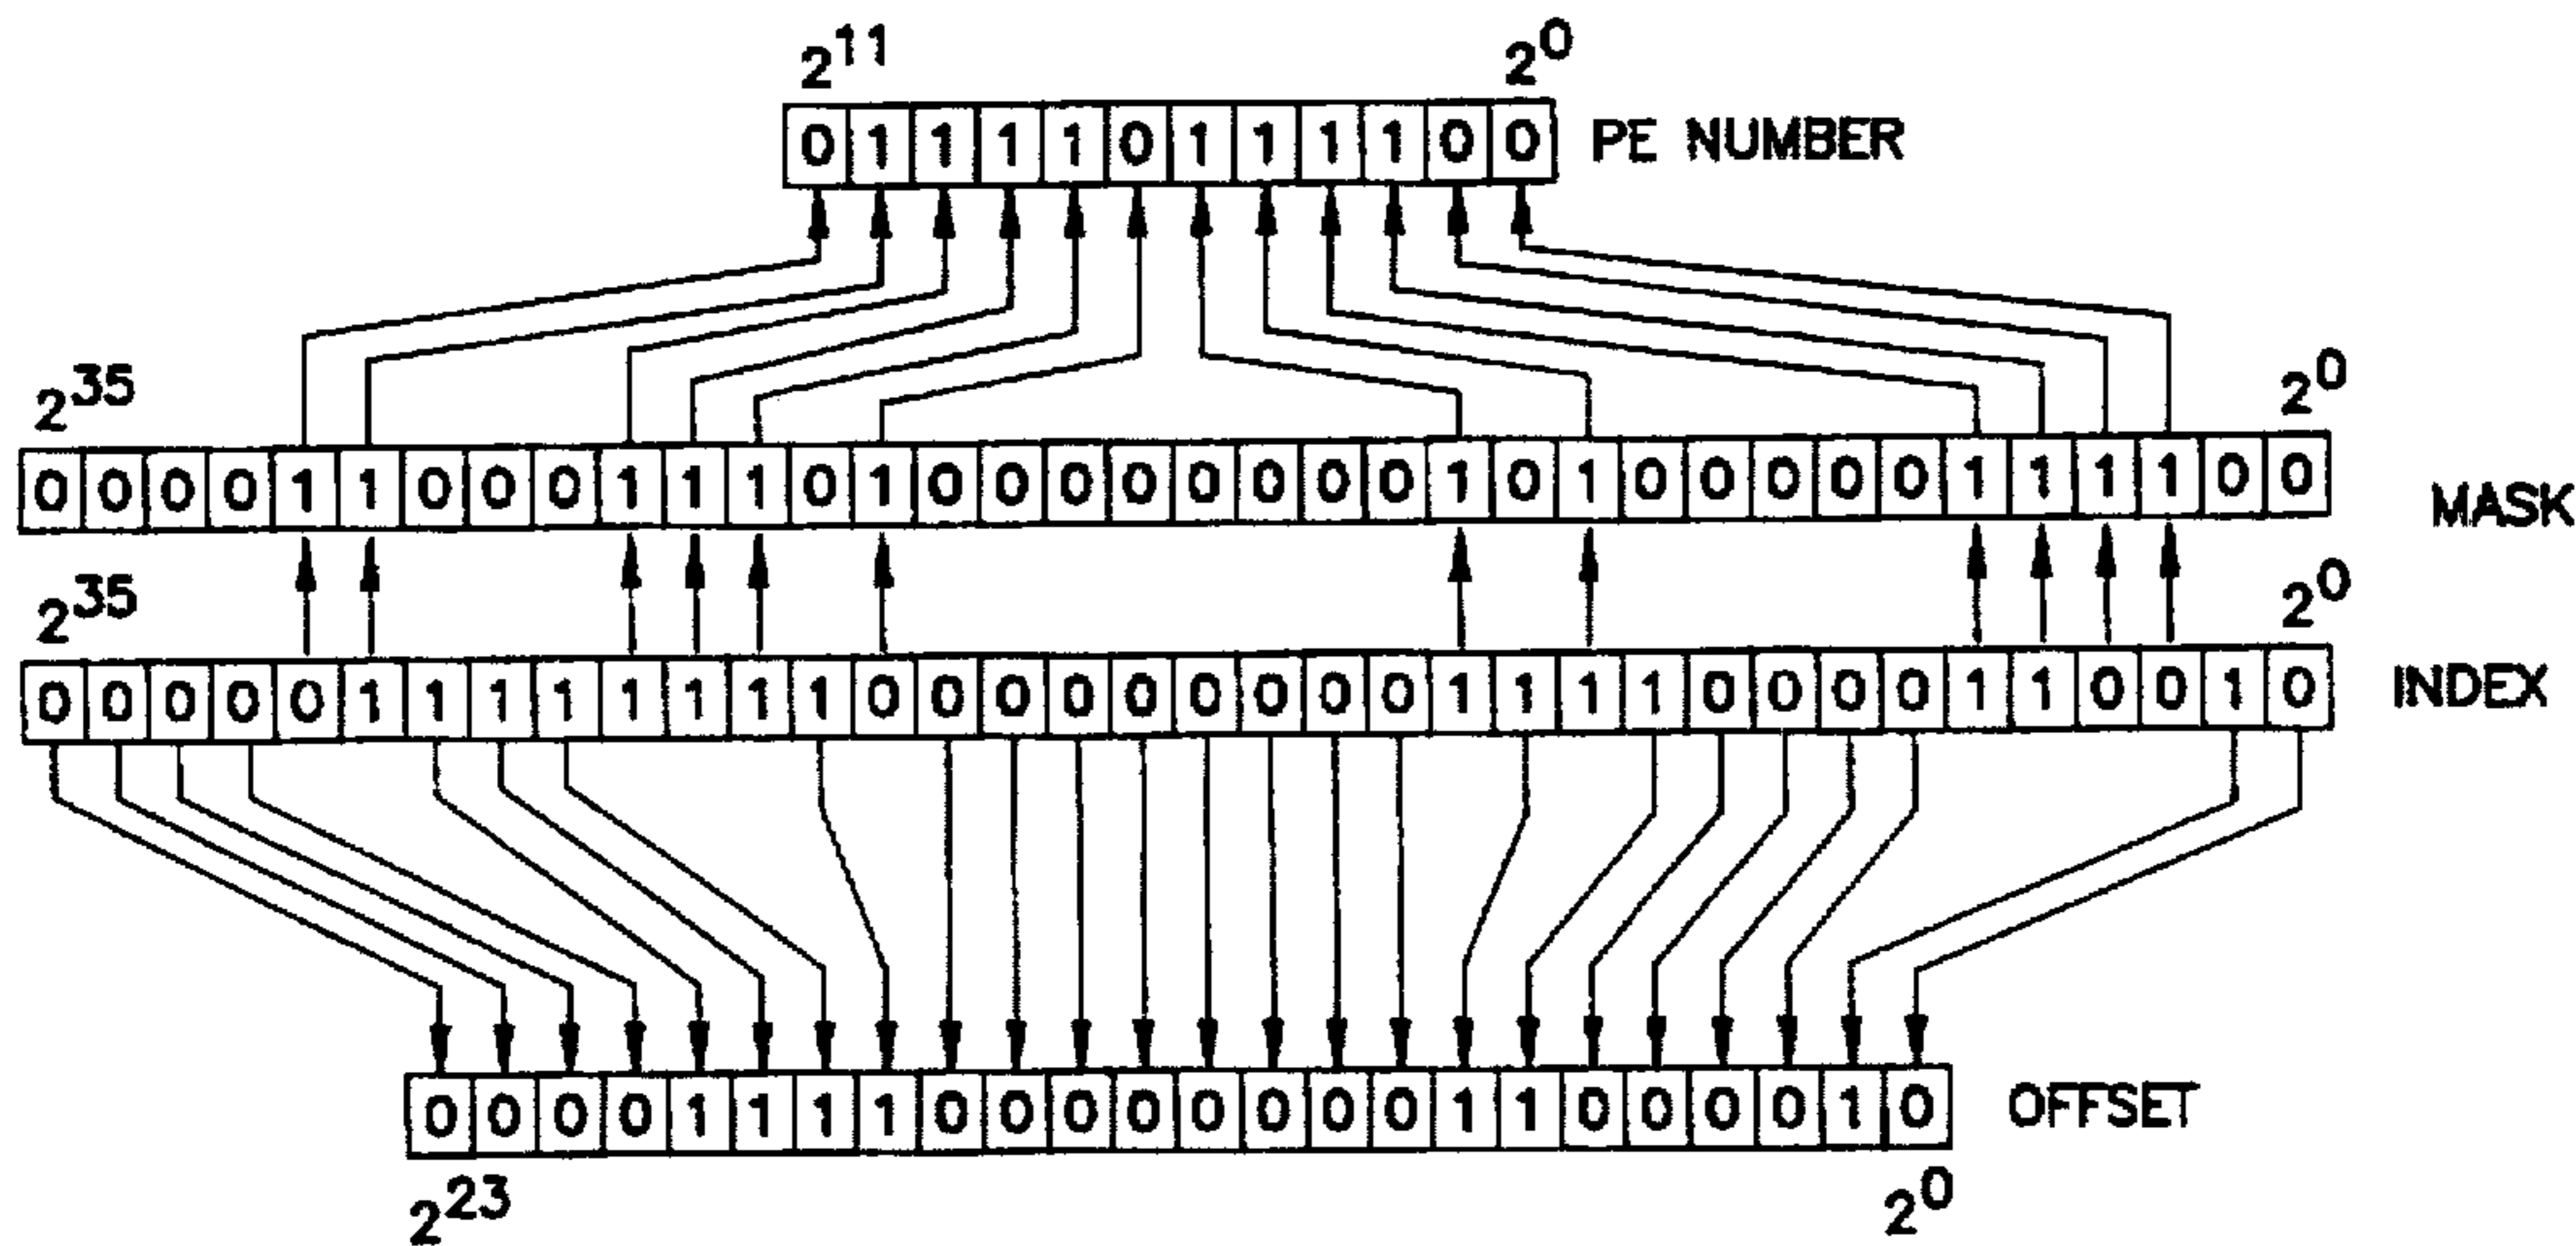 2^11 2^0
0 1 1 1 1 0 1 1 1 1 0 0 PE NUMBER
2^35 2^0
0 0 0 0 1 1 0 0 0 1 1 1 0 1 0 0 0 0 0 0 0 0 1 0 1 0 0 0 0 0 1 1 1 1 0 0 MASK
2^35 2^0
0 0 0 0 0 1 1 1 1 1 1 1 1 0 0 0 0 0 0 0 0 0 1 1 1 1 0 0 0 0 1 1 0 0 1 0 INDEX
0 0 0 0 1 1 1 1 0 0 0 0 0 0 0 0 1 1 0 0 0 0 1 0 OFFSET
2^23 2^0